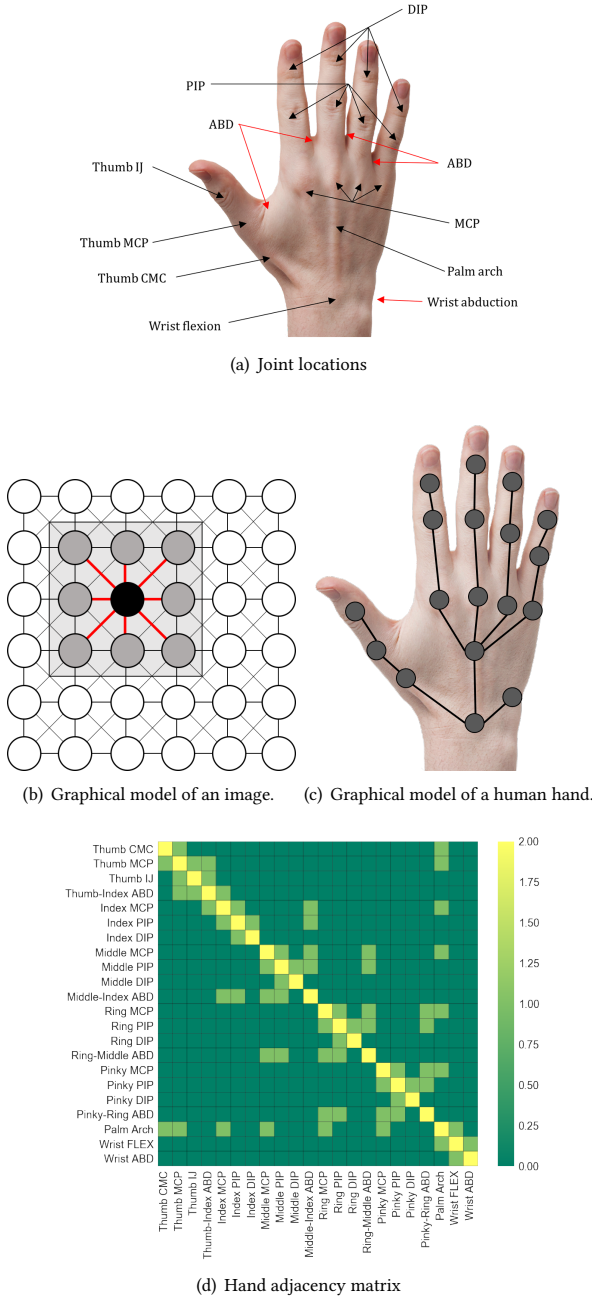 DIP
PIP
ABD
ABD
Thumb IJ
MCP
Thumb MCP
Palm arch
Thumb CMC
Wrist abduction
Wrist flexion
(a) Joint locations
(b) Graphical model of an image.
(c) Graphical model of a human hand.
Thumb CMC
Thumb MCP
Thumb IJ
Thumb-Index ABD
Index MCP
Index PIP
Index DIP
Middle MCP
Middle PIP
Middle DIP
Middle-Index ABD
Ring MCP
Ring PIP
Ring DIP
Ring-Middle ABD
Pinky MCP
Pinky PIP
Pinky DIP
Pinky-Ring ABD
Palm Arch
Wrist FLEX
Wrist ABD
Thumb CMC
Thumb MCP
Thumb IJ
Thumb-Index ABD
Index MCP
Index PIP
Index DIP
Middle MCP
Middle PIP
Middle DIP
Middle-Index ABD
Ring MCP
Ring PIP
Ring DIP
Ring-Middle ABD
Pinky MCP
Pinky PIP
Pinky DIP
Pinky-Ring ABD
Palm Arch
Wrist FLEX
Wrist ABD
2.00
1.75
1.50
1.25
1.00
0.75
0.50
0.25
0.00
(d) Hand adjacency matrix